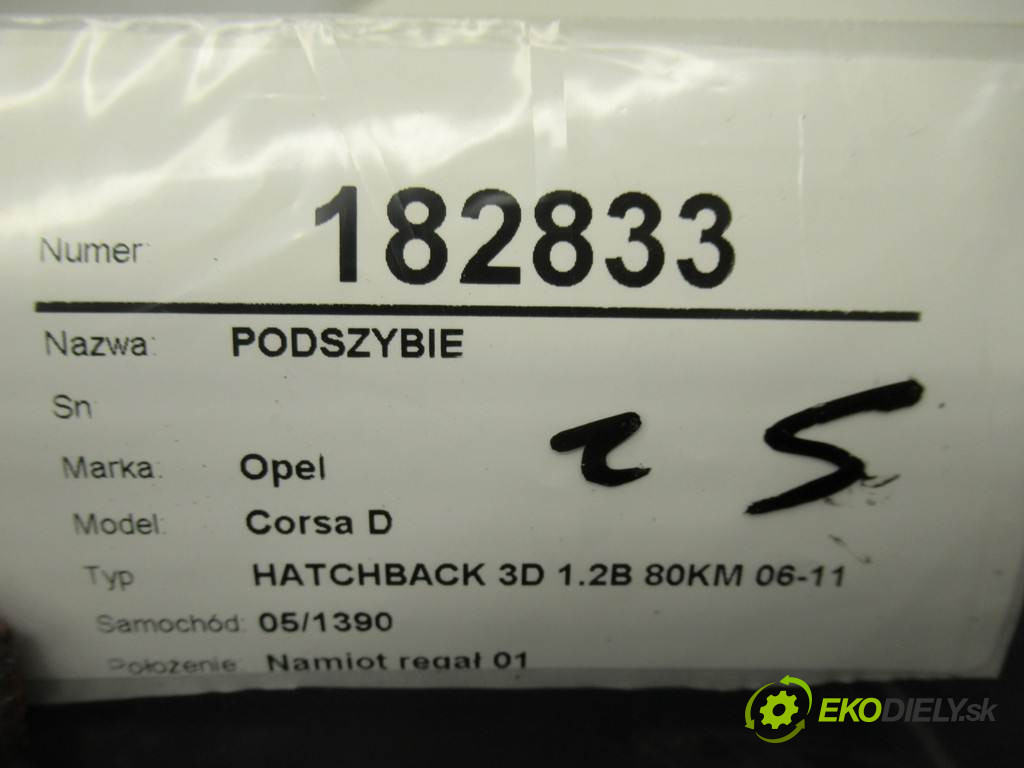 Numer: 182833
Nazwa: PODSZYBIE
Sn
Marka: Opel
Model: Corsa D
Typ HATCHBACK 3D 1.2B 80KM 06-11
Samochód: 05/1390
Położenie: Namiot regał 01
EKODIELY.sk